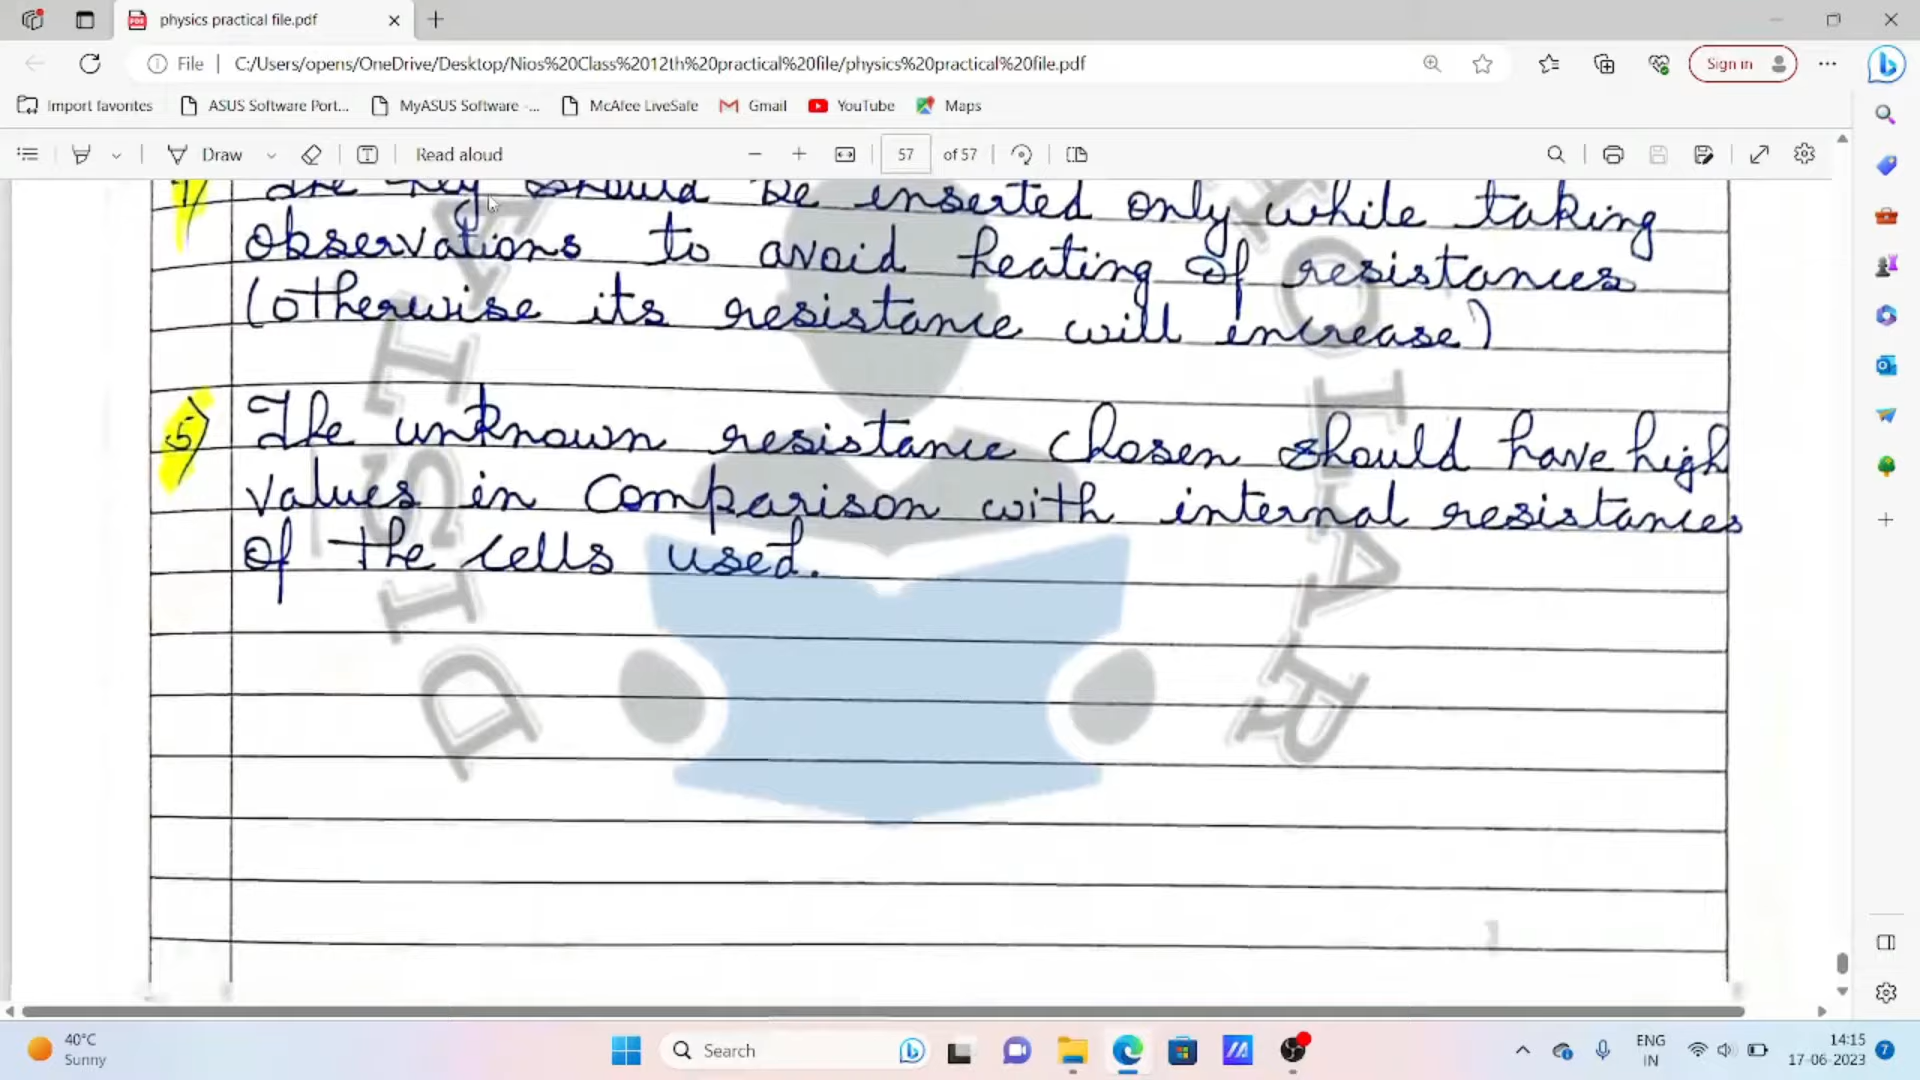 physics practical file.pdf
File | C:/Users/opens/OneDrive/Desktop/Nios%20Class%2012th%20practical%20file/physics%20practical%20file.pdf
Sign in
Import favorites ASUS Software Port... MyASUS Software -... McAfee LiveSafe Gmail YouTube Maps
Draw Read aloud 57 of 57
The key should be inserted only while taking
observations to avoid heating of resistances
(otherwise its resistance will increase)
5) The unknown resistance chosen should have high
values in comparison with internal resistances
of the cells used.
40°C
Sunny
Search
ENG
IN
14:15
17-06-2023
7